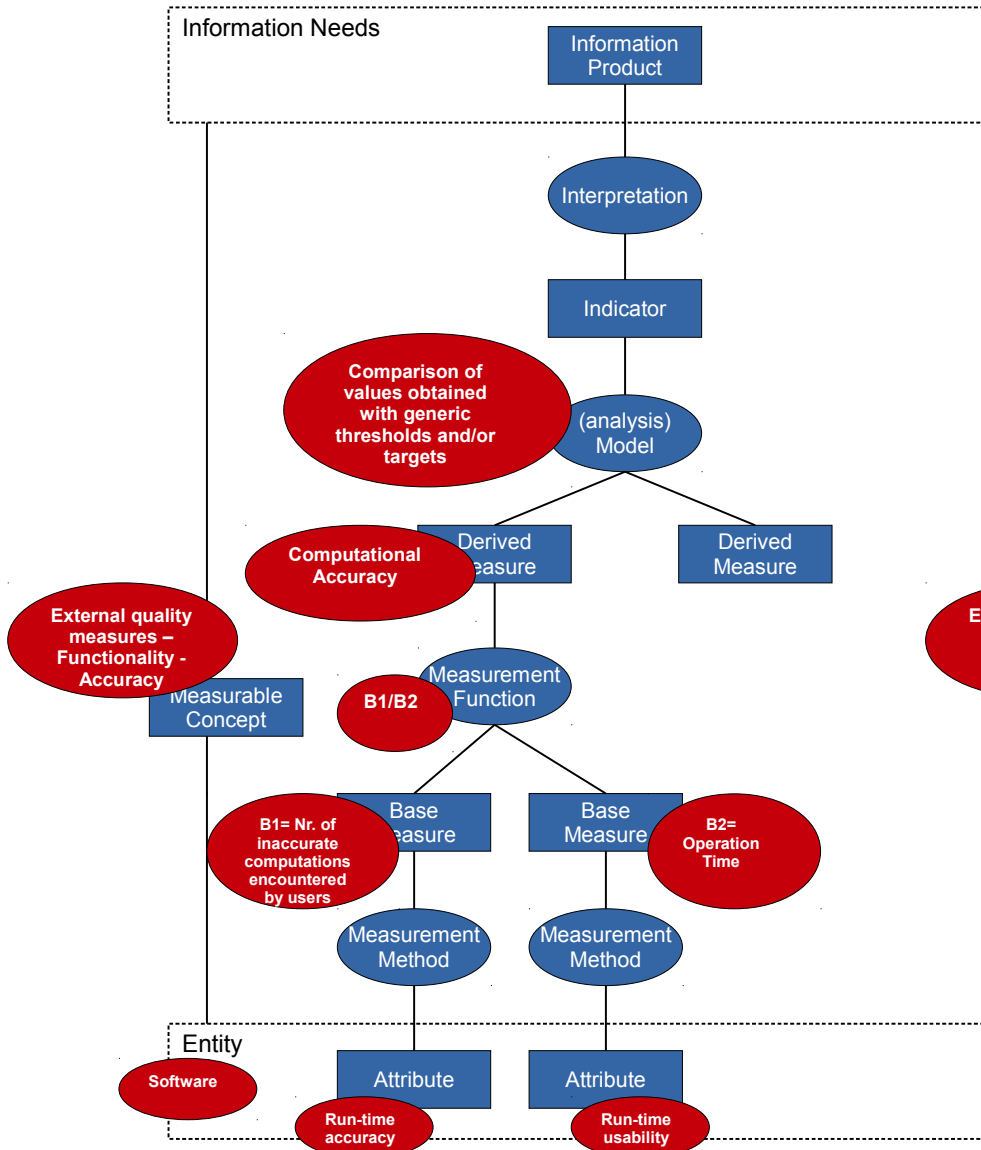 Information Needs
Information
Product
Interpretation
Indicator
Comparison of
values obtained
with generic
thresholds and/or
targets
(analysis)
Model
Computational
Accuracy
Derived
Measure
Derived
Measure
External quality
measures –
Functionality -
Accuracy
E
Measurable
Concept
B1/B2
Measurement
Function
B1= Nr. of
inaccurate
computations
encountered
by users
Base
Measure
Base
Measure
B2=
Operation
Time
Measurement
Method
Measurement
Method
Entity
Software
Attribute
Attribute
Run-time
accuracy
Run-time
usability